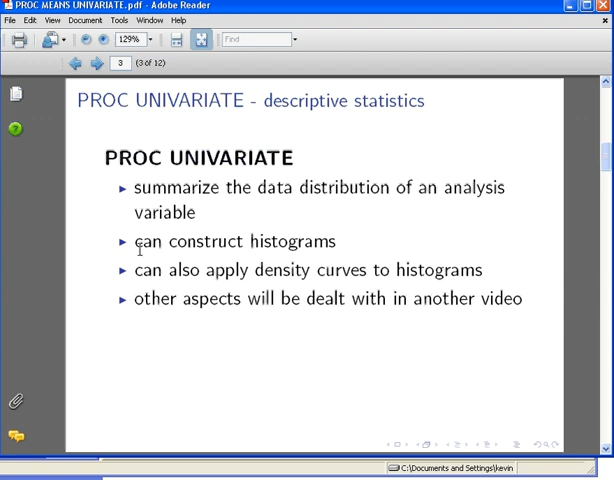 PROC MEANS UNIVARIATE.pdf - Adobe Reader
File Edit View Document Tools Window Help
129% Find
3 (3 of 12)
PROC UNIVARIATE - descriptive statistics
PROC UNIVARIATE
summarize the data distribution of an analysis
variable
can construct histograms
can also apply density curves to histograms
other aspects will be dealt with in another video
C:\Documents and Settings\kevin